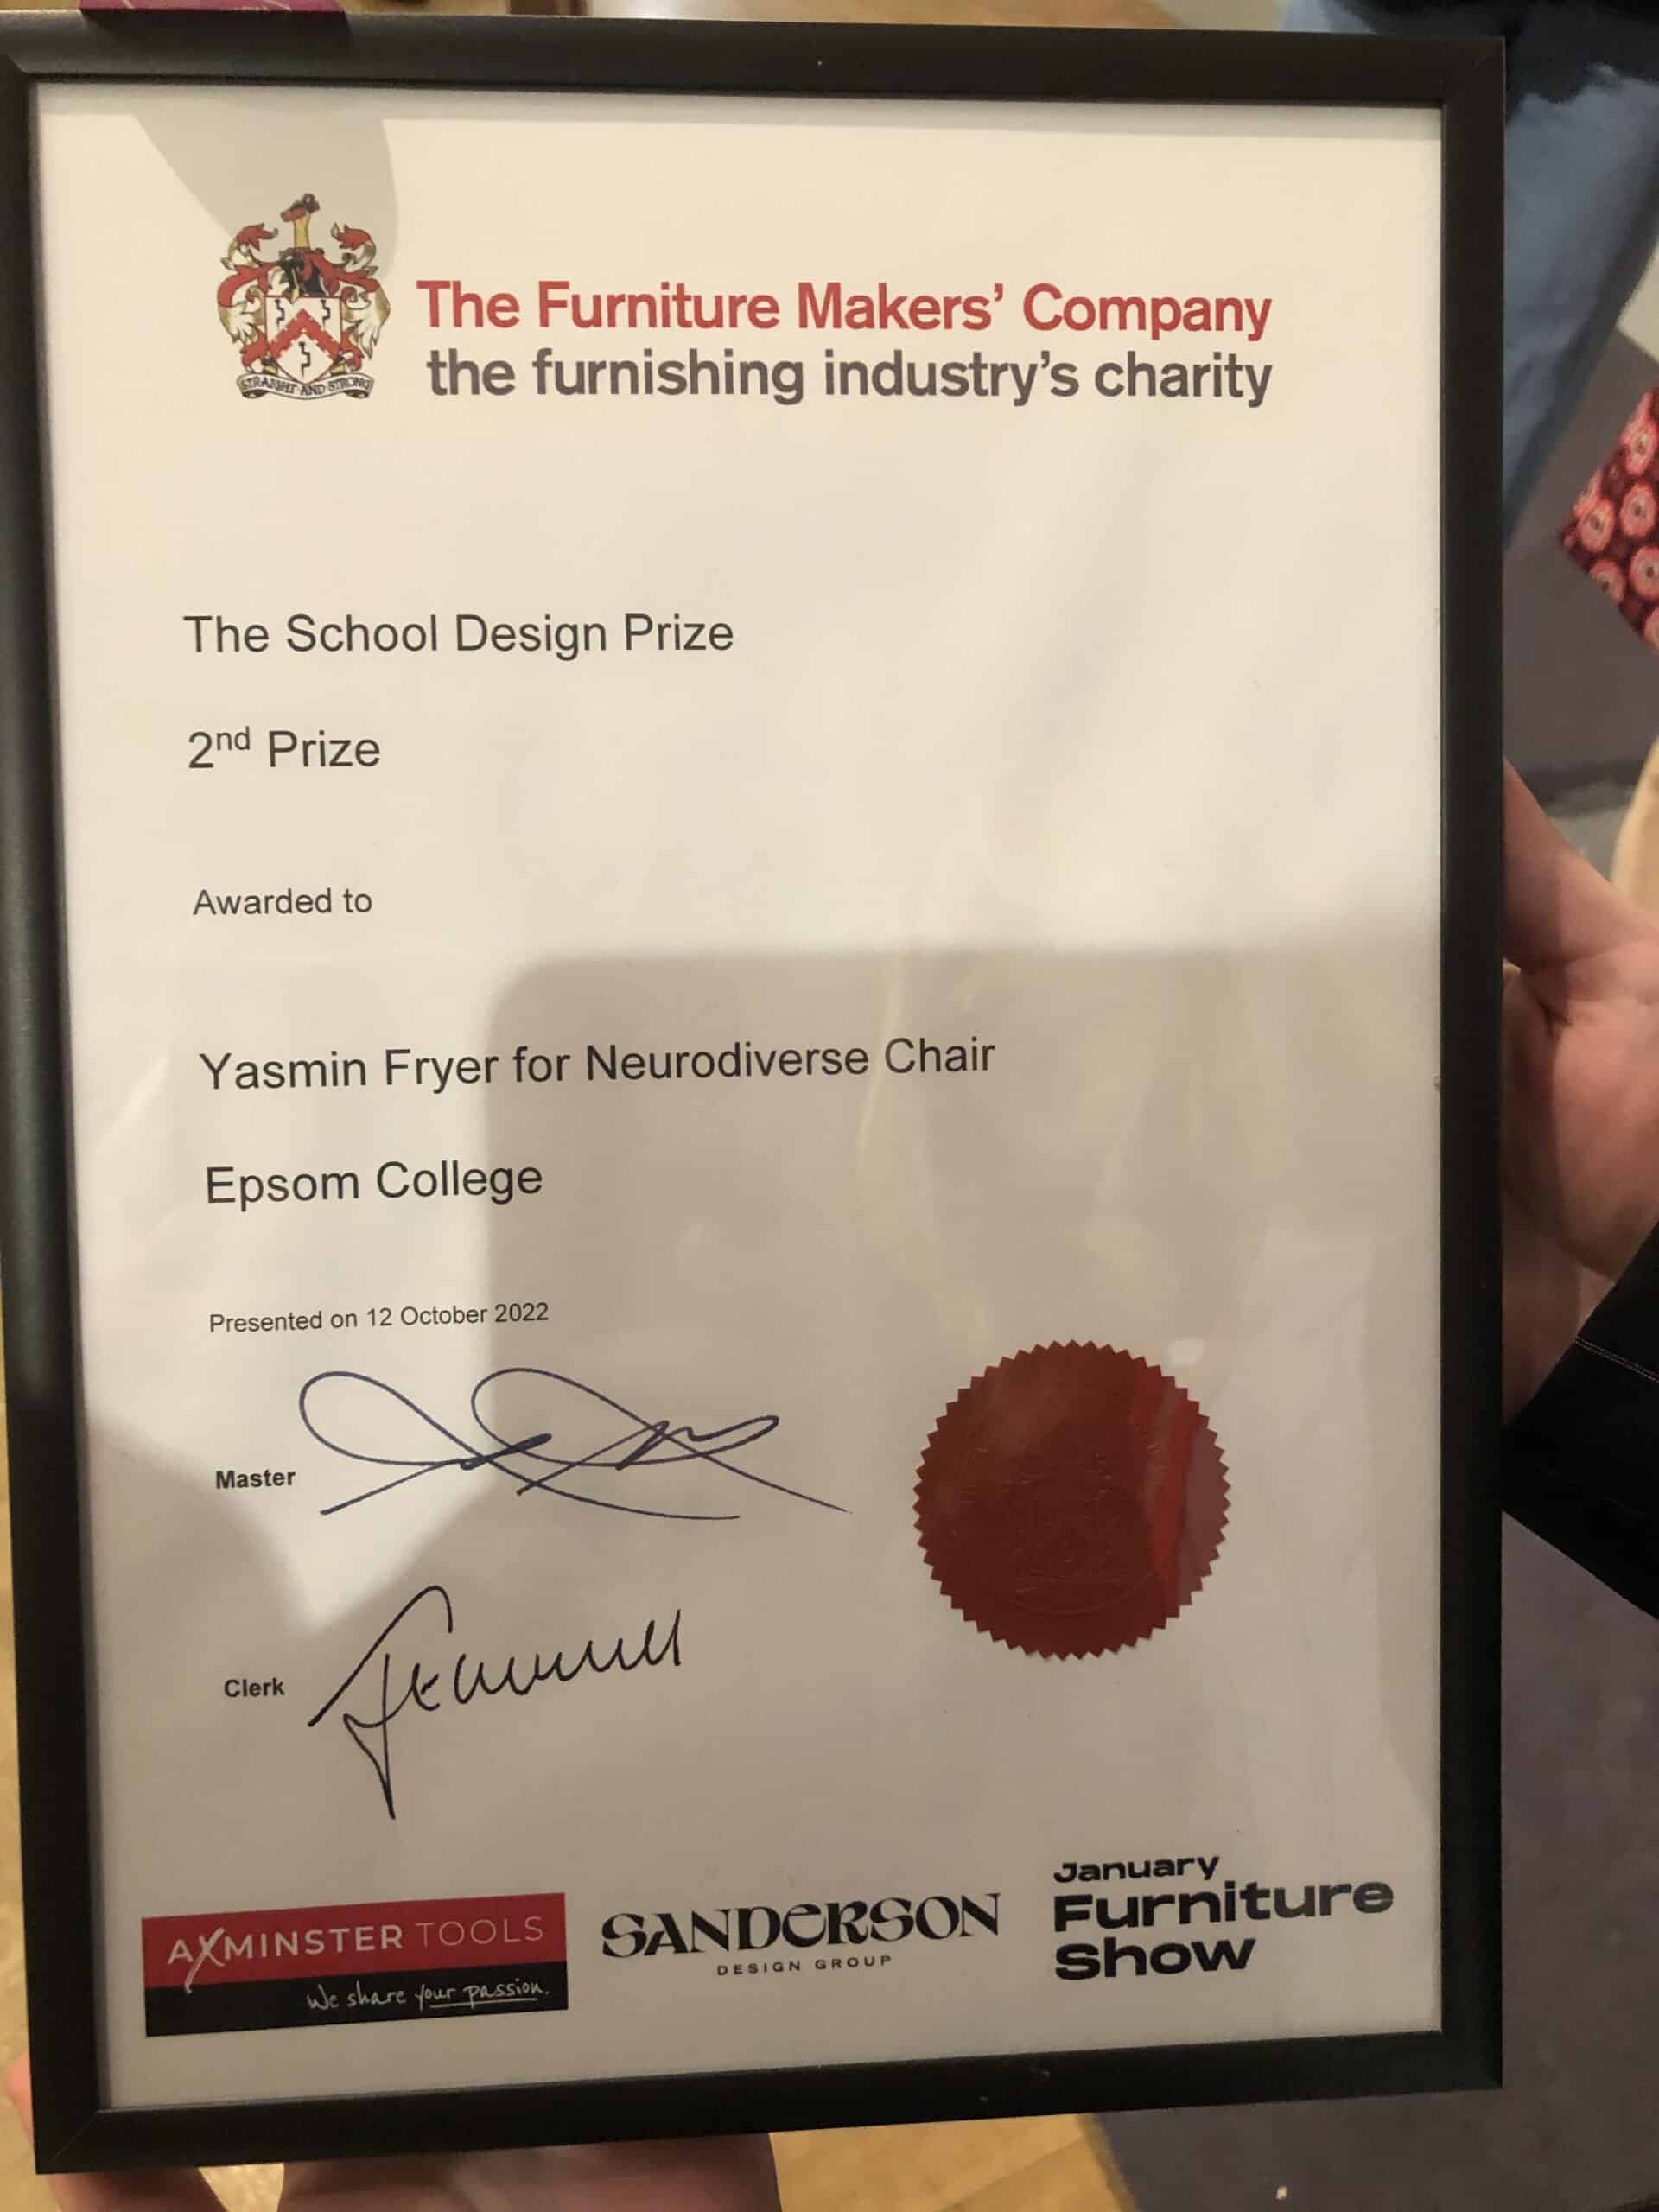 STRAIGHT AND STRONG
The Furniture Makers' Company
the furnishing industry's charity
The School Design Prize
2nd Prize
Awarded to
Yasmin Fryer for Neurodiverse Chair
Epsom College
Presented on 12 October 2022
Master
Clerk
AXMINSTER TOOLS
We share your passion.
SANDERSON
DESIGN GROUP
January
Furniture
Show